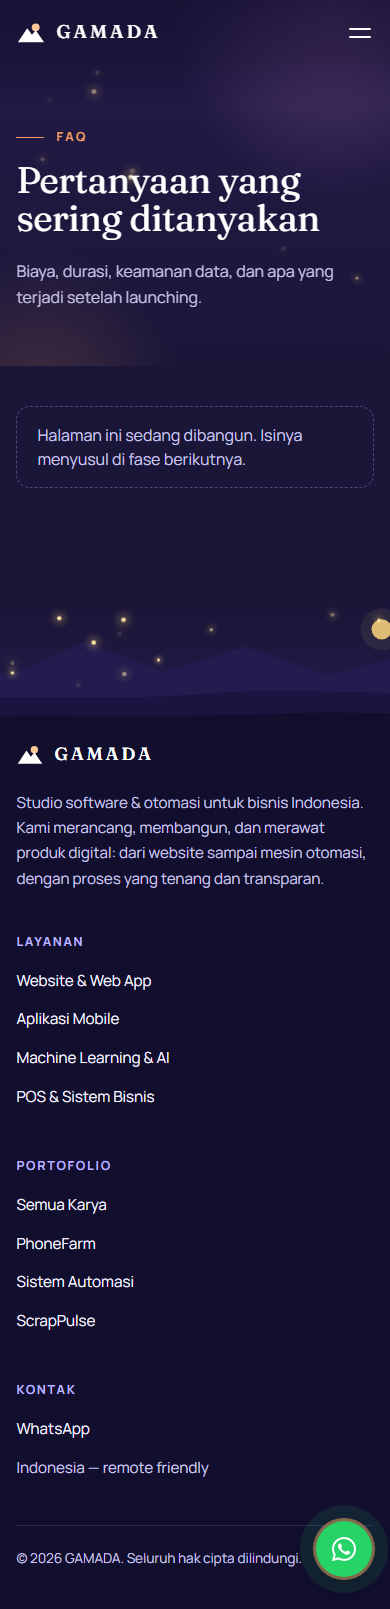 GAMADA
FAQ
Pertanyaan yang
sering ditanyakan
Biaya, durasi, keamanan data, dan apa yang
terjadi setelah launching.
Halaman ini sedang dibangun. Isinya
menyusul di fase berikutnya.
GAMADA
Studio software & otomasi untuk bisnis Indonesia.
Kami merancang, membangun, dan merawat
produk digital: dari website sampai mesin otomasi,
dengan proses yang tenang dan transparan.
LAYANAN
Website & Web App
Aplikasi Mobile
Machine Learning & AI
POS & Sistem Bisnis
PORTOFOLIO
Semua Karya
PhoneFarm
Sistem Automasi
ScrapPulse
KONTAK
WhatsApp
Indonesia — remote friendly
© 2026 GAMADA. Seluruh hak cipta dilindungi.